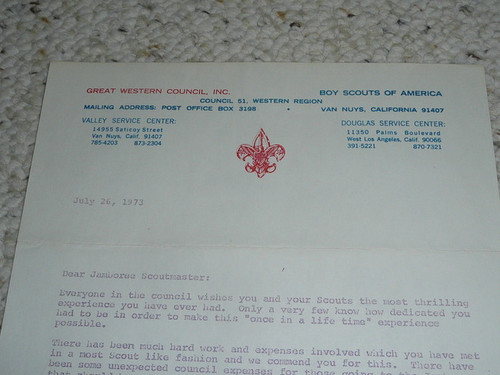 GREAT WESTERN COUNCIL, INC. BOY SCOUTS OF AMERICA
COUNCIL 51, WESTERN REGION
MAILING ADDRESS: POST OFFICE BOX 3198 • VAN NUYS, CALIFORNIA 91407
VALLEY SERVICE CENTER: DOUGLAS SERVICE CENTER:
14955 Saticoy Street 11350 Palms Boulevard
Van Nuys, Calif. 91407 West Los Angeles, Calif. 90066
785-4203 873-2304 391-5221 870-7321
July 26, 1973
Dear Jamboree Scoutmaster:
Everyone in the council wishes you and your Scouts the most thrilling
experience you have ever had. Only a very few know how dedicated you
had to be in order to make this "once in a life time" experience
possible.
There has been much hard work and expenses involved which you have met
in a most Scout like fashion and we commend you for this. There have
been some unexpected council expenses for those going to the